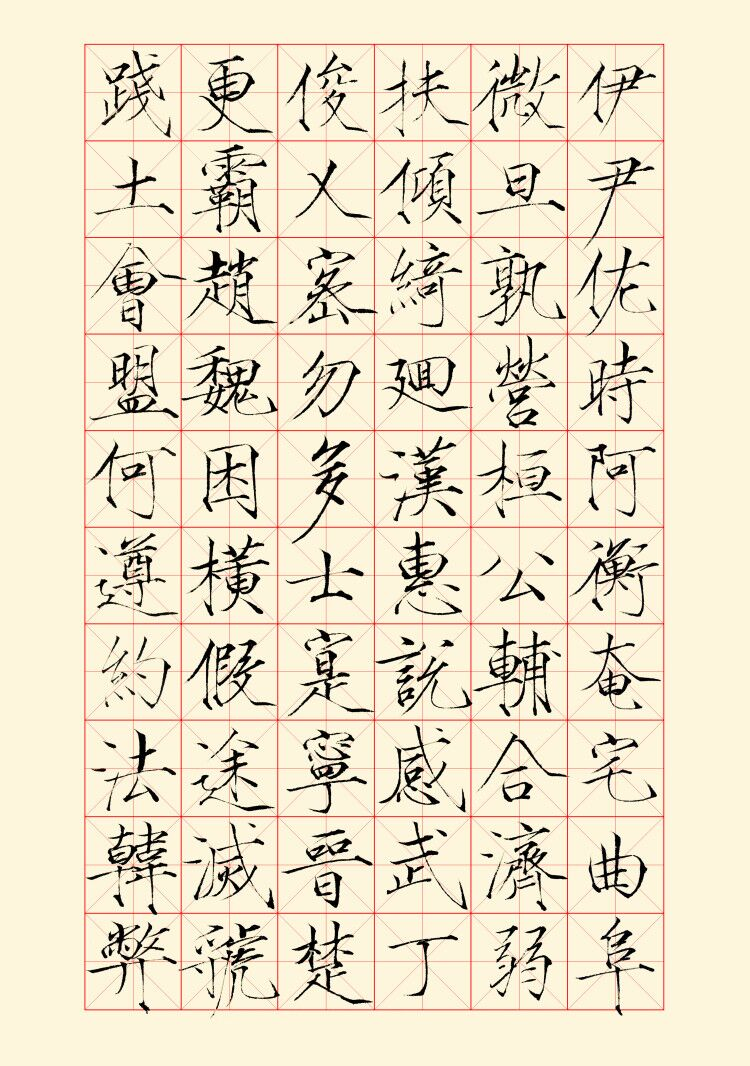 伊尹佐時阿衡奄宅曲阜
微旦孰營桓公輔合濟弱
扶傾綺廻漢惠說感武丁
俊乂密勿多士寔寧晉楚
更霸趙魏困橫假途滅虢
踐土會盟何遵約法韓弊